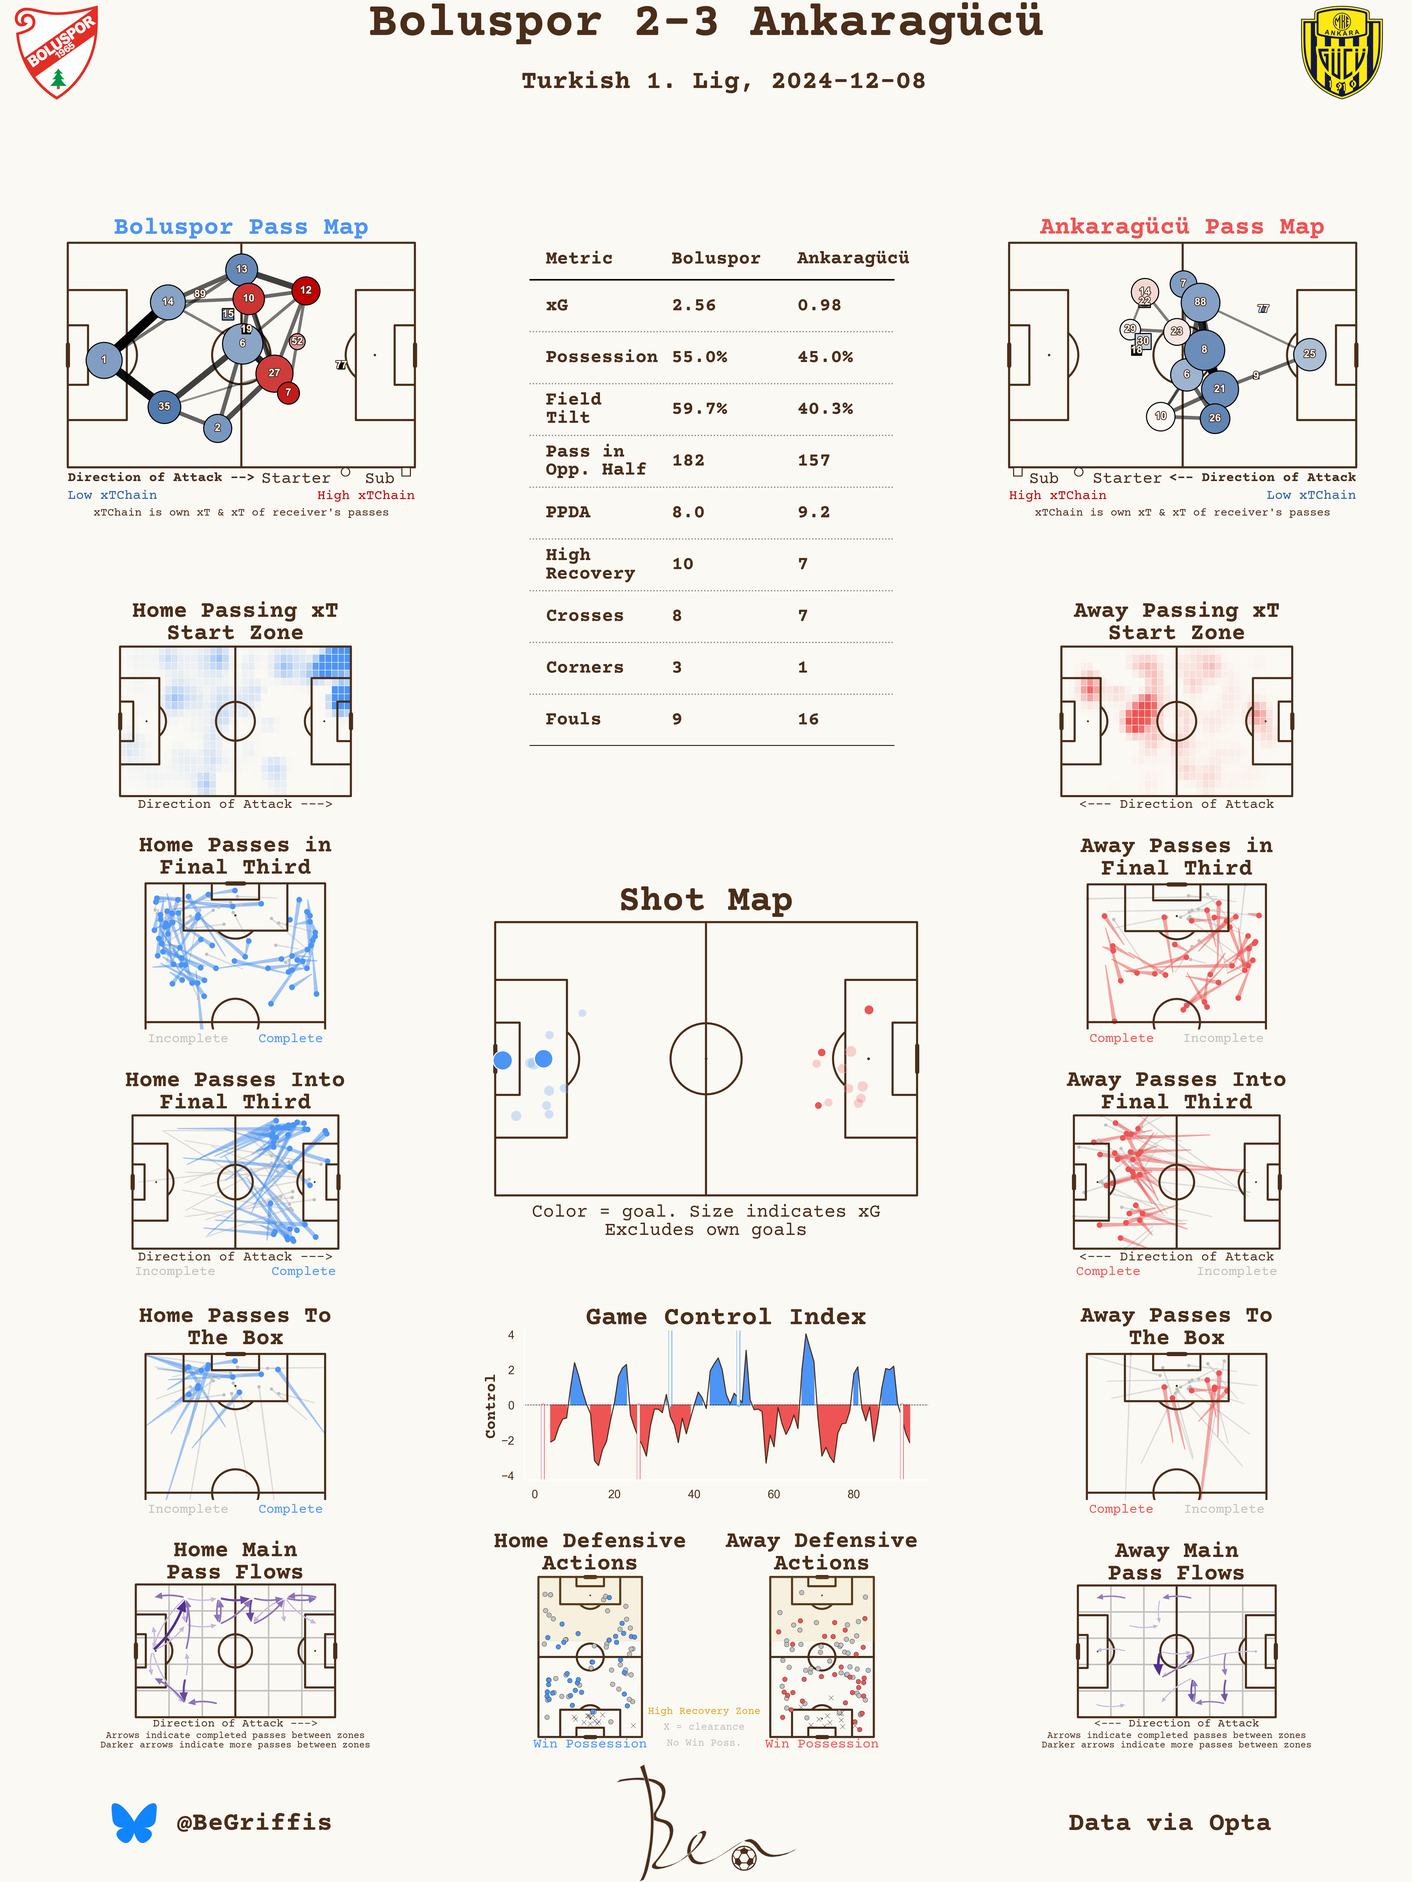 Boluspor 2-3 Ankaragücü
Turkish 1. Lig, 2024-12-08
BOLUSPOR
1965
MKE
ANKARA
GÜCÜ
1910
Boluspor Pass Map
13
12
10
89
14
15
19
6
52
1
77
27
7
35
2
Direction of Attack --> Starter Sub
Low xTChain High xTChain
xTChain is own xT & xT of receiver's passes
Metric Boluspor Ankaragücü
xG 2.56 0.98
Possession 55.0% 45.0%
Field
Tilt 59.7% 40.3%
Pass in
Opp. Half 182 157
PPDA 8.0 9.2
High
Recovery 10 7
Crosses 8 7
Corners 3 1
Fouls 9 16
Ankaragücü Pass Map
7
14
22
88
77
29
23
30
18
8
25
6
9
21
10
26
Sub Starter <-- Direction of Attack
High xTChain Low xTChain
xTChain is own xT & xT of receiver's passes
Home Passing xT
Start Zone
Direction of Attack --->
Away Passing xT
Start Zone
<--- Direction of Attack
Home Passes in
Final Third
Incomplete Complete
Shot Map
Color = goal. Size indicates xG
Excludes own goals
Away Passes in
Final Third
Complete Incomplete
Home Passes Into
Final Third
Direction of Attack --->
Incomplete Complete
Away Passes Into
Final Third
<--- Direction of Attack
Complete Incomplete
Home Passes To
The Box
Incomplete Complete
Game Control Index
Control
4
2
0
−2
−4
0 20 40 60 80
Away Passes To
The Box
Complete Incomplete
Home Main
Pass Flows
Direction of Attack --->
Arrows indicate completed passes between zones
Darker arrows indicate more passes between zones
Home Defensive
Actions
Win Possession
High Recovery Zone
X = clearance
No Win Poss.
Away Defensive
Actions
Win Possession
Away Main
Pass Flows
<--- Direction of Attack
Arrows indicate completed passes between zones
Darker arrows indicate more passes between zones
@BeGriffis
Ben
Data via Opta